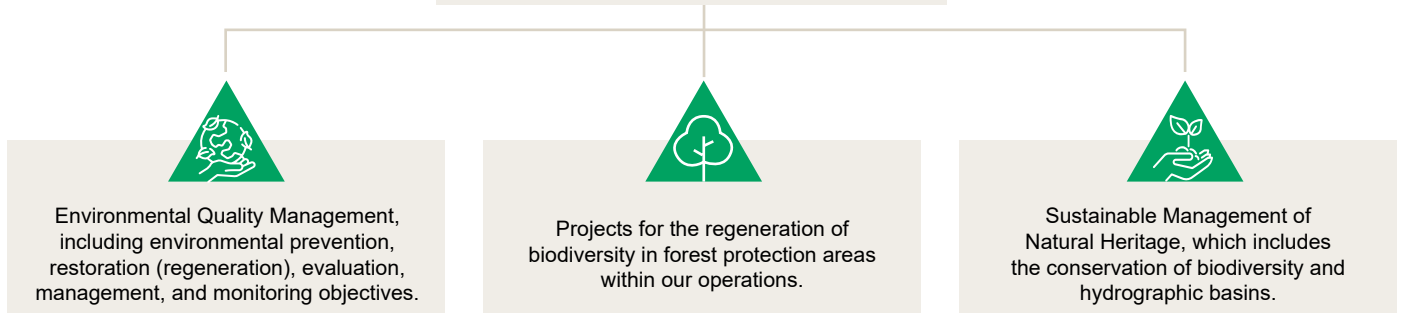 Environmental Quality Management,
including environmental prevention,
restoration (regeneration), evaluation,
management, and monitoring objectives.
Projects for the regeneration of
biodiversity in forest protection areas
within our operations.
Sustainable Management of
Natural Heritage, which includes
the conservation of biodiversity and
hydrographic basins.